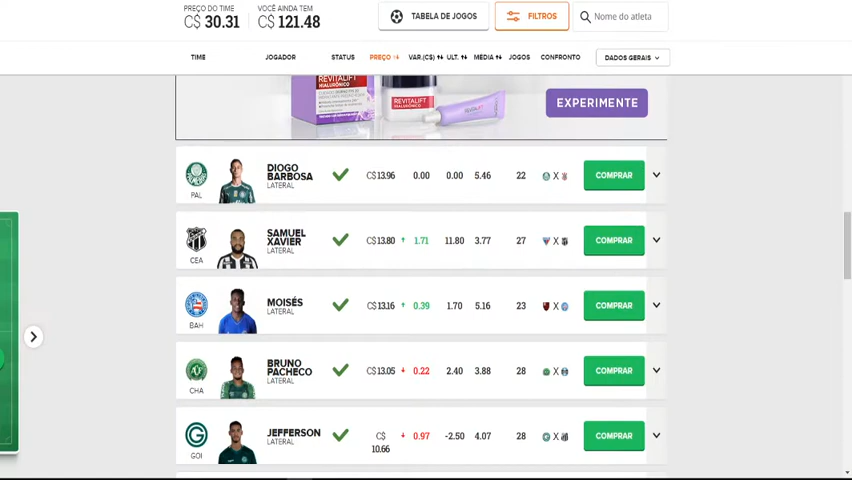 PREÇO DO TIME VOCÊ AINDA TEM
C$ 30.31 C$ 121.48 TABELA DE JOGOS FILTROS Nome do atleta
TIME JOGADOR STATUS PREÇO VAR.(C$) ULT. MÉDIA JOGOS CONFRONTO DADOS GERAIS
REVITALIFT
HIALURÔNICO
REVITALIFT
EXPERIMENTE
PAL DIOGO BARBOSA LATERAL C$ 13.96 0.00 0.00 5.46 22 X COMPRAR
CEA SAMUEL XAVIER LATERAL C$ 13.80 1.71 11.80 3.77 27 X COMPRAR
BAH MOISÉS LATERAL C$ 13.16 0.39 1.70 5.16 23 X COMPRAR
CHA BRUNO PACHECO LATERAL C$ 13.05 0.22 2.40 3.88 28 X COMPRAR
GOI JEFFERSON LATERAL C$ 10.66 0.97 -2.50 4.07 28 X COMPRAR